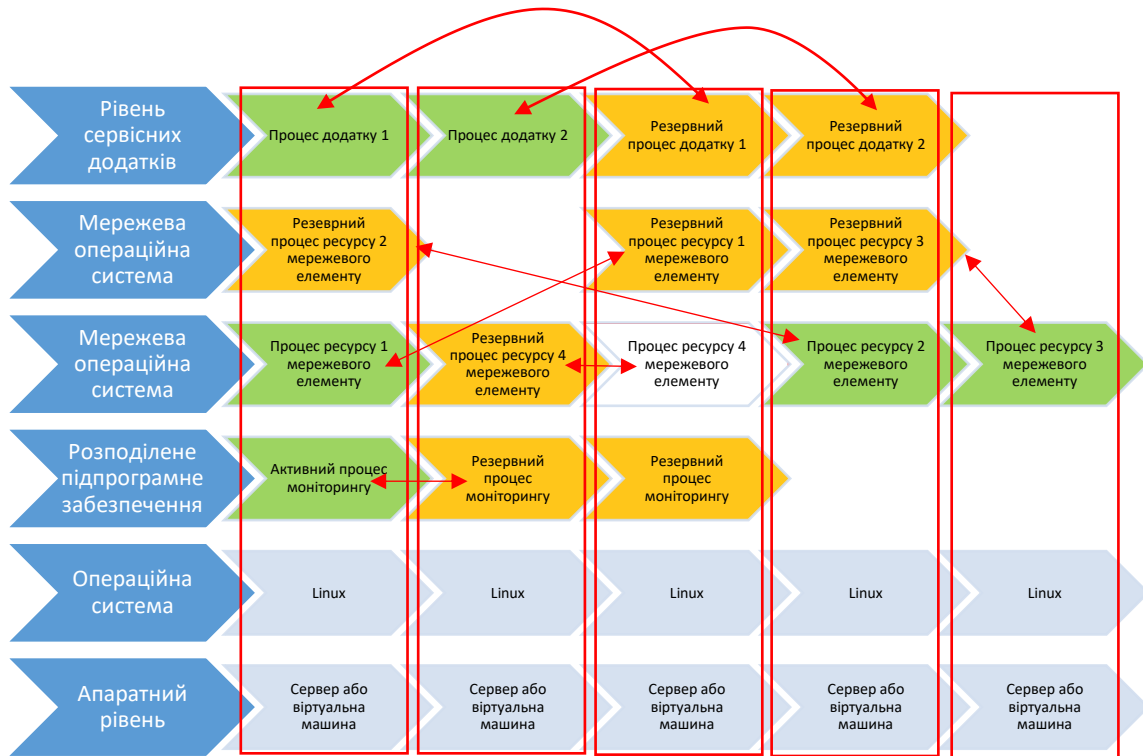 Рівень
сервісних
додатків
Процес додатку 1
Процес додатку 2
Резервний
процес додатку 1
Резервний
процес додатку 2
Мережева
операційна
система
Резеврний
процес ресурсу 2
мережевого
елементу
Резервний
процес ресурсу 1
мережевого
елементу
Резервний
процес ресурсу 3
мережевого
елементу
Мережева
операційна
система
Процес ресурсу 1
мережевого
елементу
Резервний
процес ресурсу 4
мережевого
елементу
Процес ресурсу 4
мережевого
елементу
Процес ресурсу 2
мережевого
елементу
Процес ресурсу 3
мережевого
елементу
Розподілене
підпрограмне
забезпечення
Активний процес
моніторингу
Резервний
процес
моніторингу
Резервний
процес
моніторингу
Операційна
система
Linux
Linux
Linux
Linux
Linux
Апаратний
рівень
Сервер або
віртуальна
машина
Сервер або
віртуальна
машина
Сервер або
віртуальна
машина
Сервер або
віртуальна
машина
Сервер або
віртуальна
машина